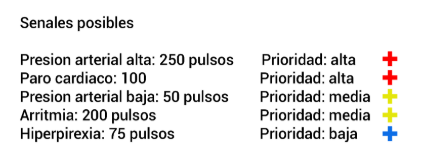 Senales posibles
Presion arterial alta: 250 pulsos Prioridad: alta
Paro cardiaco: 100 Prioridad: alta
Presion arterial baja: 50 pulsos Prioridad: media
Arritmia: 200 pulsos Prioridad: media
Hiperpirexia: 75 pulsos Prioridad: baja